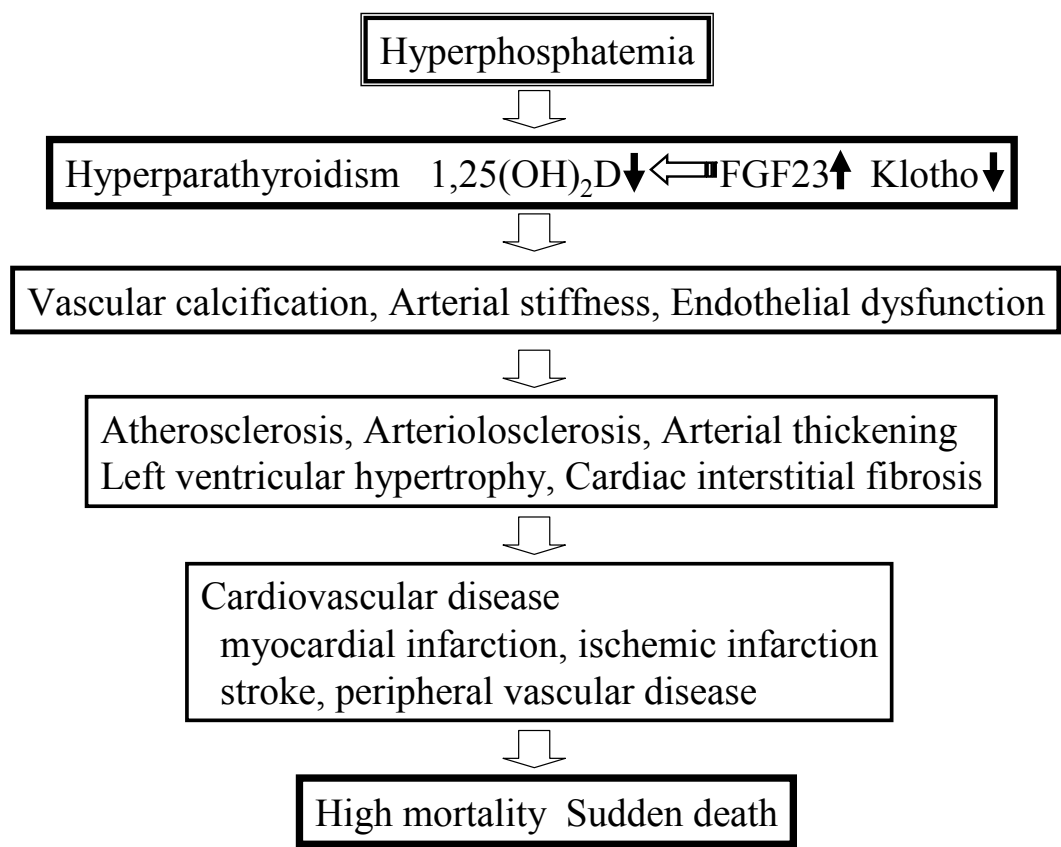 Hyperphosphatemia
Hyperparathyroidism 1,25(OH)₂D↓ ⇐ FGF23↑ Klotho↓
Vascular calcification, Arterial stiffness, Endothelial dysfunction
Atherosclerosis, Arteriolosclerosis, Arterial thickening
Left ventricular hypertrophy, Cardiac interstitial fibrosis
Cardiovascular disease
myocardial infarction, ischemic infarction
stroke, peripheral vascular disease
High mortality Sudden death